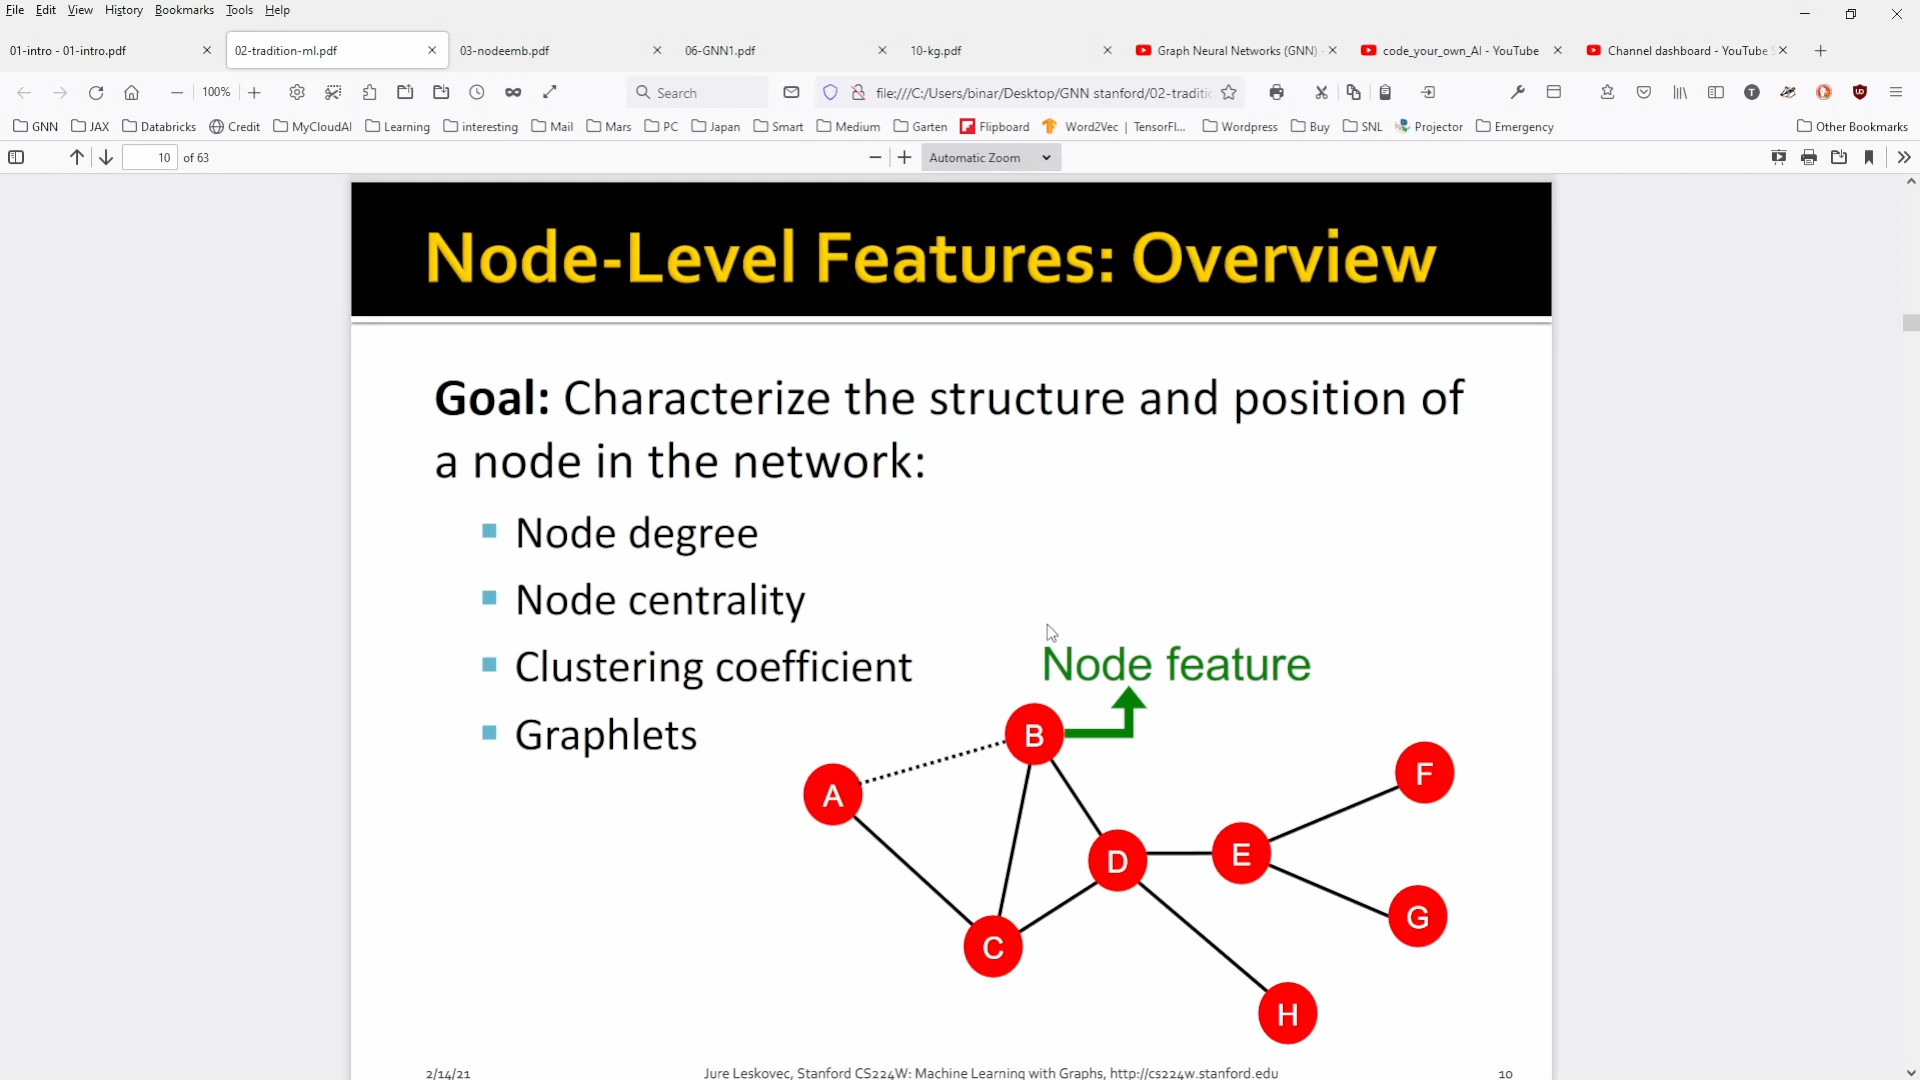 File Edit View History Bookmarks Tools Help
01-intro - 01-intro.pdf 02-tradition-ml.pdf 03-nodeemb.pdf 06-GNN1.pdf 10-kg.pdf Graph Neural Networks (GNN) - code_your_own_AI - YouTube Channel dashboard - YouTube S
100% Search file:///C:/Users/binar/Desktop/GNN stanford/02-traditic
GNN JAX Databricks Credit MyCloudAI Learning interesting Mail Mars PC Japan Smart Medium Garten Flipboard Word2Vec | TensorFl... Wordpress Buy SNL Projector Emergency Other Bookmarks
10 of 63 Automatic Zoom
Node-Level Features: Overview
Goal: Characterize the structure and position of
a node in the network:
Node degree
Node centrality
Clustering coefficient
Graphlets
Node feature
B
A
F
D
E
G
C
H
2/14/21 Jure Leskovec, Stanford CS224W: Machine Learning with Graphs, http://cs224w.stanford.edu 10